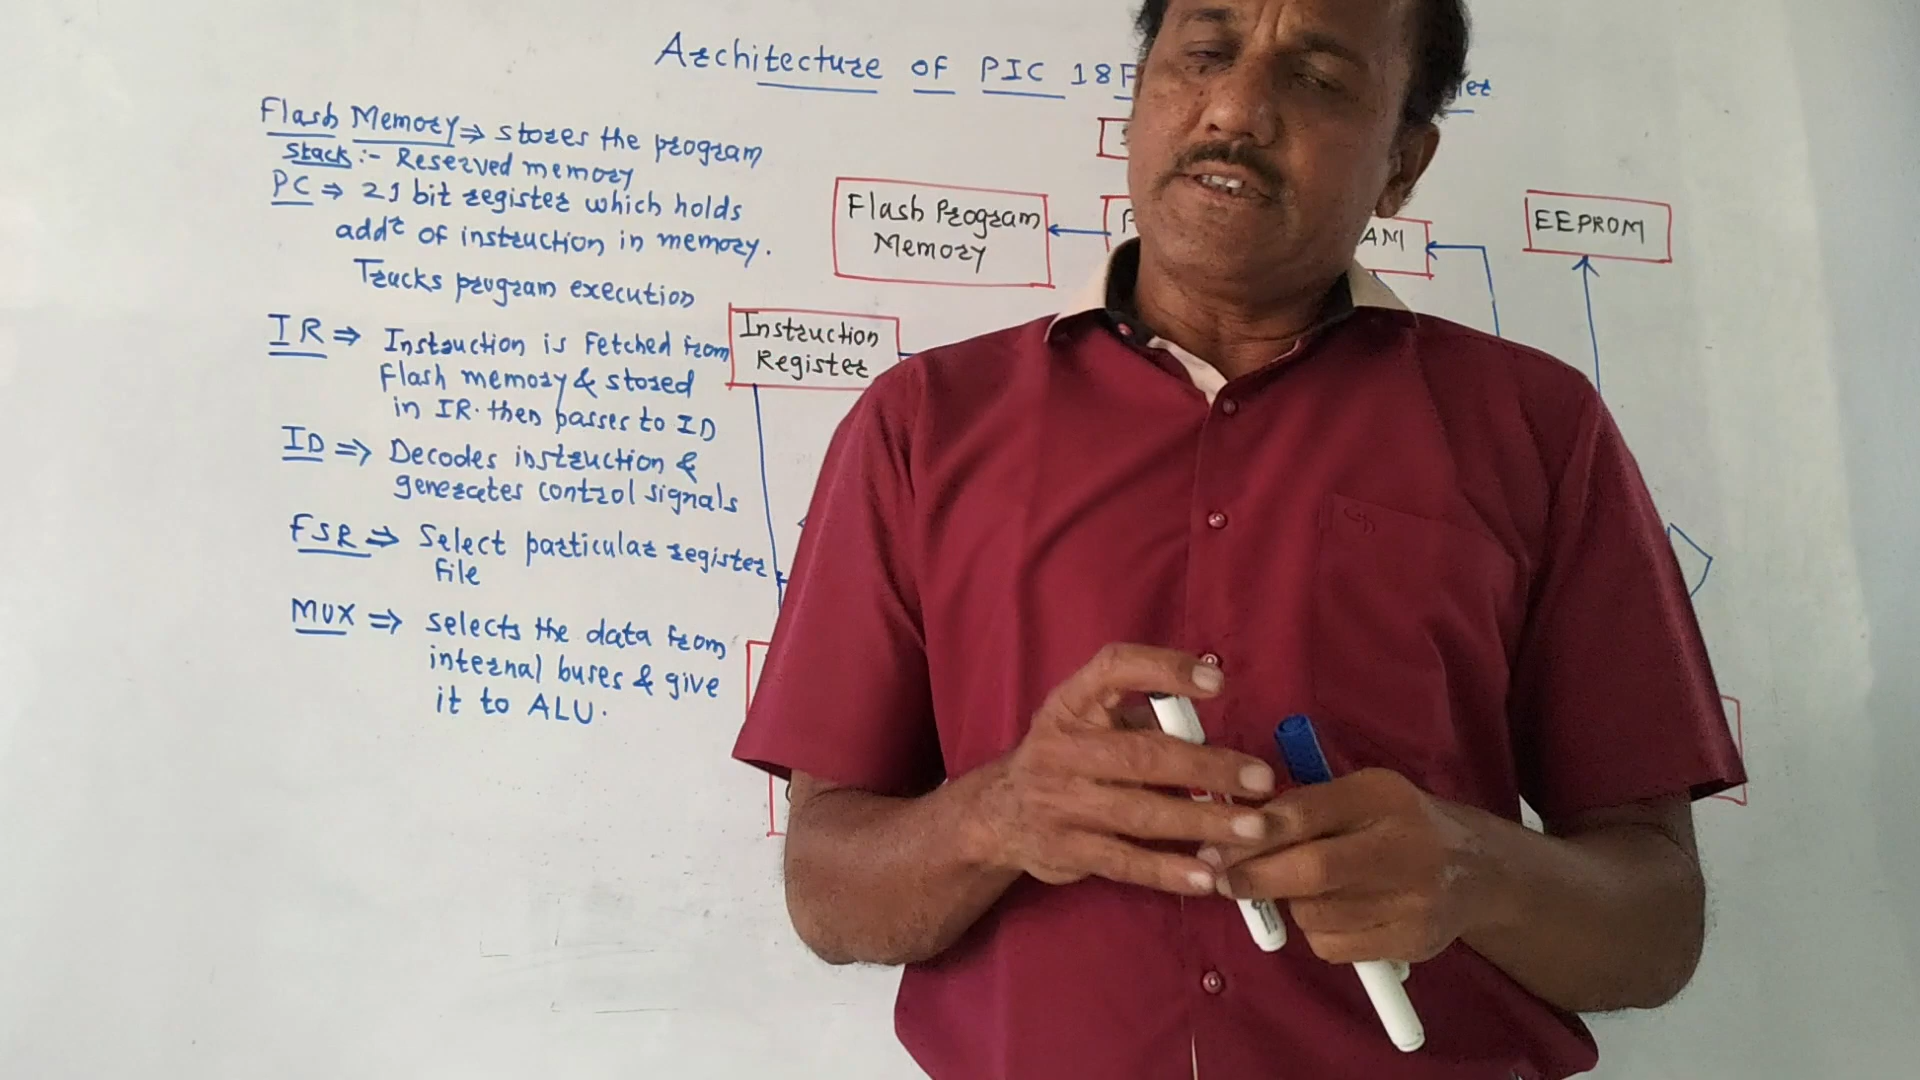 Architecture OF PIC 18F
Flash Memory ⇒ stores the program
Stack :- Reserved memory
PC ⇒ 21 bit register which holds
addr of instruction in memory.
Tracks program execution
IR ⇒ Instruction is Fetched from
Flash memory & stored
in IR. then passes to ID
ID ⇒ Decodes instruction &
generates control signals
FSR ⇒ Select particular register
File
MUX ⇒ selects the data from
internal buses & give
it to ALU.
Flash Program
Memory
EEPROM
Instruction
Register